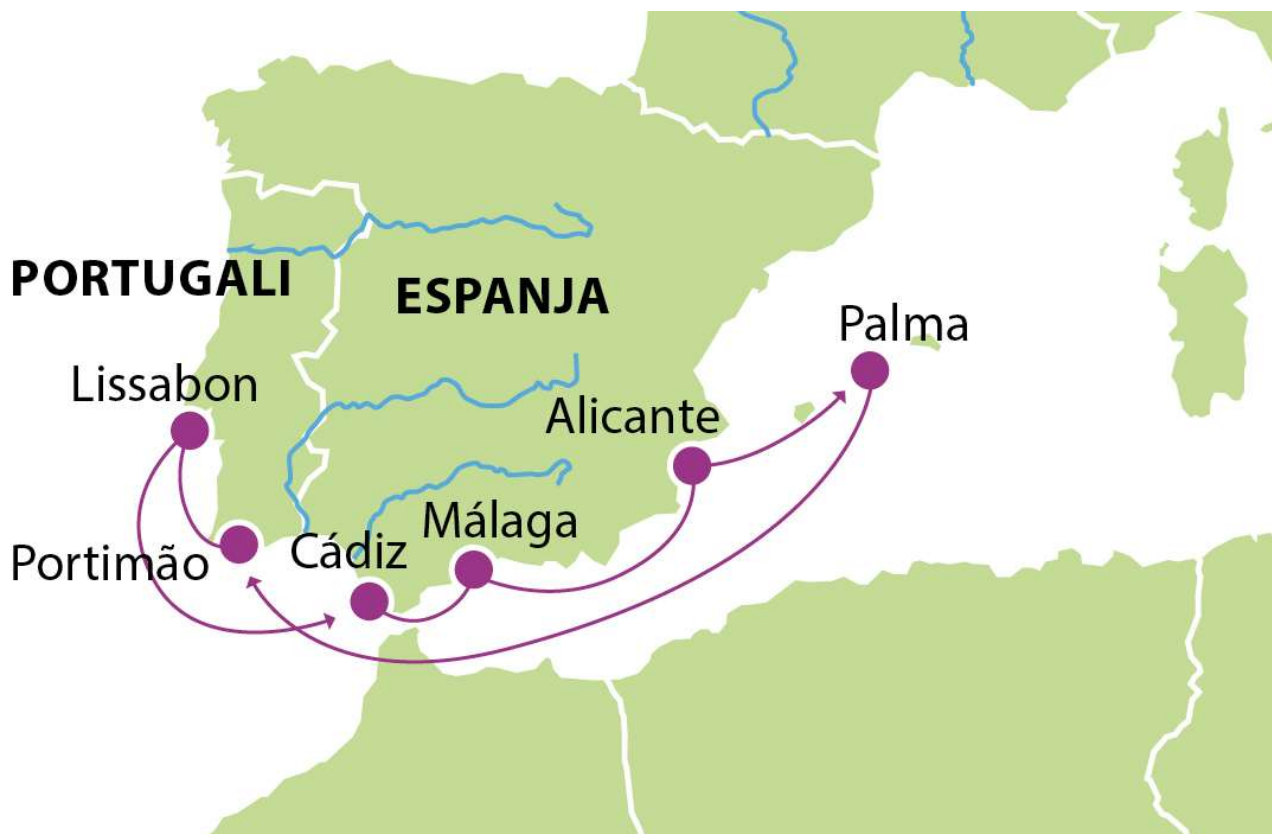 PORTUGALI
ESPANJA
Palma
Lissabon
Alicante
Málaga
Cádiz
Portimão